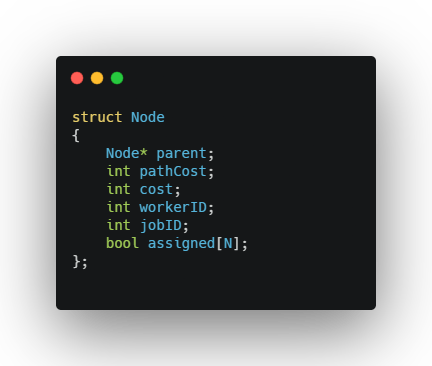 struct Node
{
    Node* parent;
    int pathCost;
    int cost;
    int workerID;
    int jobID;
    bool assigned[N];
};